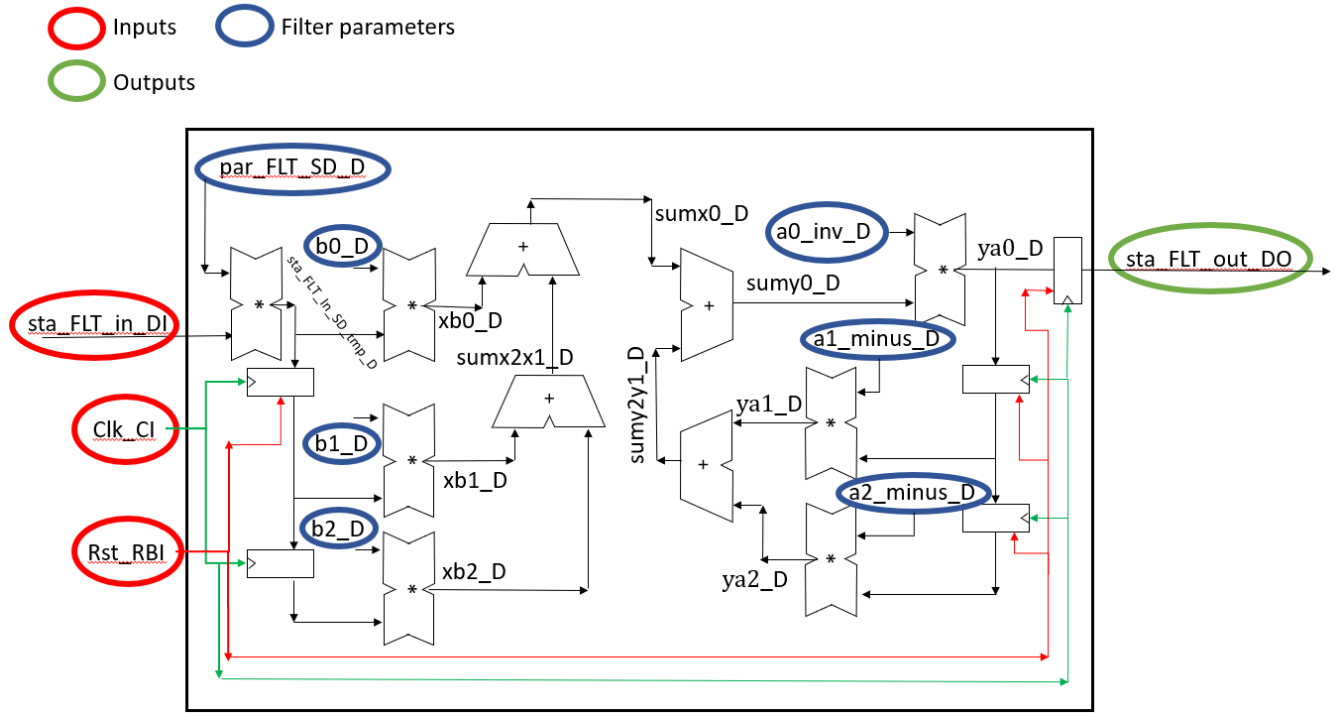 Inputs
Filter parameters
Outputs
par_FLT_SD_D
b0_D
sta_FLT_In_SD_tmp_D
*
*
+
sumx0_D
a0_inv_D
*
ya0_D
sta_FLT_out_DO
sta_FLT_in_DI
xb0_D
+
sumy0_D
a1_minus_D
sumx2x1_D
Clk_CI
b1_D
*
xb1_D
+
sumy2y1_D
+
ya1_D
*
a2_minus_D
Rst_RBI
b2_D
*
xb2_D
ya2_D
*